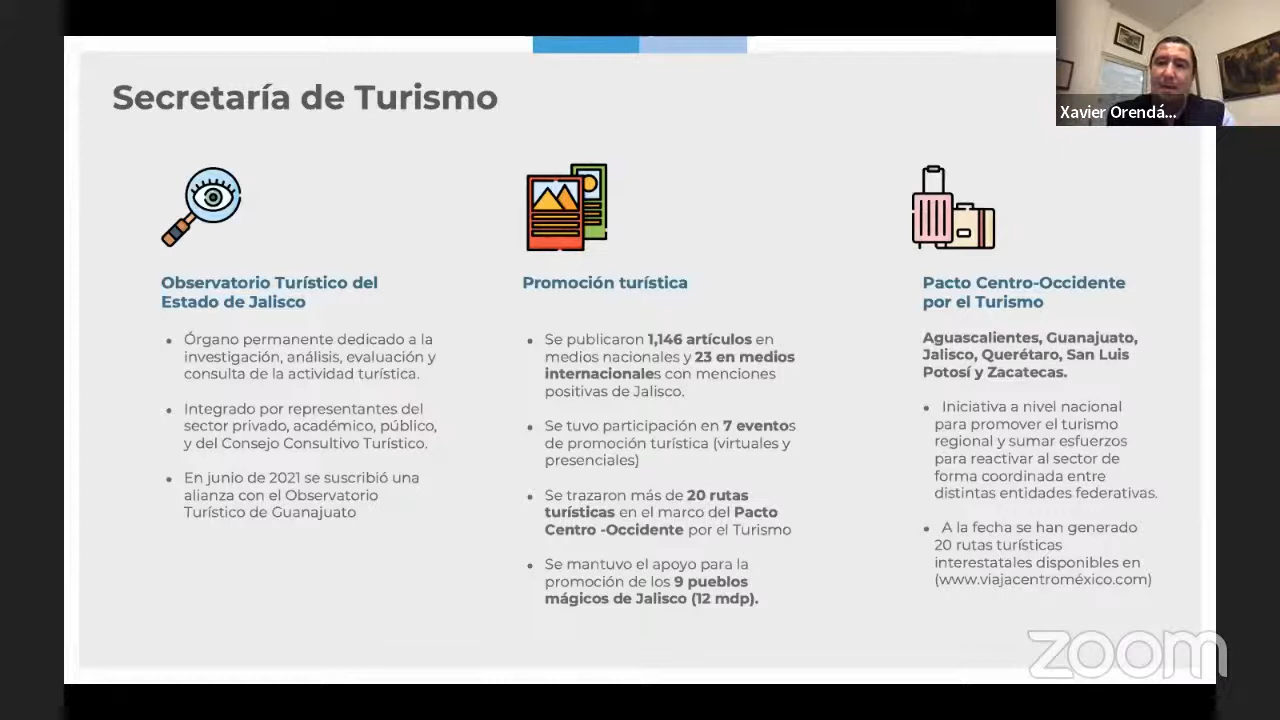 Secretaría de Turismo
Xavier Orendá...
Observatorio Turístico del
Estado de Jalisco
Órgano permanente dedicado a la
investigación, análisis, evaluación y
consulta de la actividad turística.
Integrado por representantes del
sector privado, académico, público,
y del Consejo Consultivo Turístico.
En junio de 2021 se suscribió una
alianza con el Observatorio
Turístico de Guanajuato
Promoción turística
Se publicaron 1,146 artículos en
medios nacionales y 23 en medios
internacionales con menciones
positivas de Jalisco.
Se tuvo participación en 7 eventos
de promoción turística (virtuales y
presenciales)
Se trazaron más de 20 rutas
turísticas en el marco del Pacto
Centro -Occidente por el Turismo
Se mantuvo el apoyo para la
promoción de los 9 pueblos
mágicos de Jalisco (12 mdp).
Pacto Centro-Occidente
por el Turismo
Aguascalientes, Guanajuato,
Jalisco, Querétaro, San Luis
Potosí y Zacatecas.
Iniciativa a nivel nacional
para promover el turismo
regional y sumar esfuerzos
para reactivar al sector de
forma coordinada entre
distintas entidades federativas.
A la fecha se han generado
20 rutas turísticas
interestatales disponibles en
(www.viajacentroméxico.com)
zoom